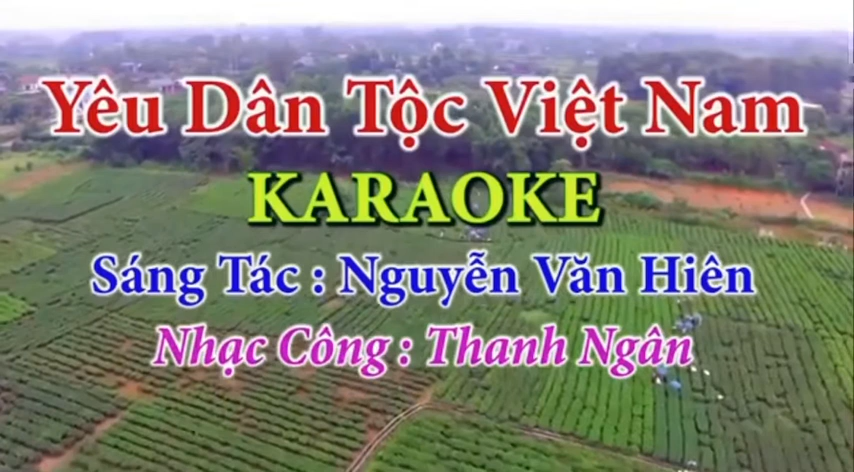 Yêu Dân Tộc Việt Nam
KARAOKE
Sáng Tác : Nguyễn Văn Hiên
Nhạc Công : Thanh Ngân